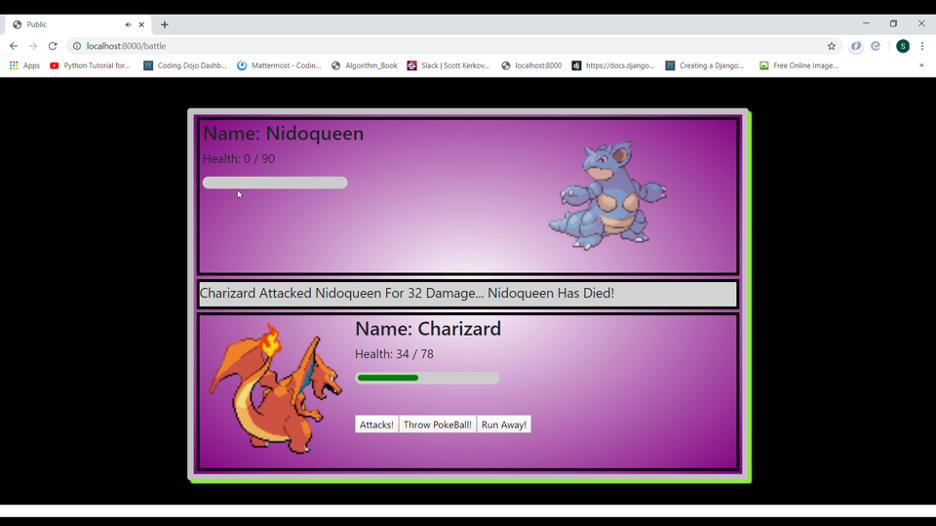 Public
localhost:8000/battle
Apps
Python Tutorial for...
Coding Dojo Dashb...
Mattermost - Codin...
Algorithm_Book
Slack | Scott Kerkov...
localhost:8000
https://docs.django...
Creating a Django...
Free Online Image...
»
S
Name: Nidoqueen
Health: 0 / 90
Charizard Attacked Nidoqueen For 32 Damage... Nidoqueen Has Died!
Name: Charizard
Health: 34 / 78
Attacks! Throw PokeBall! Run Away!